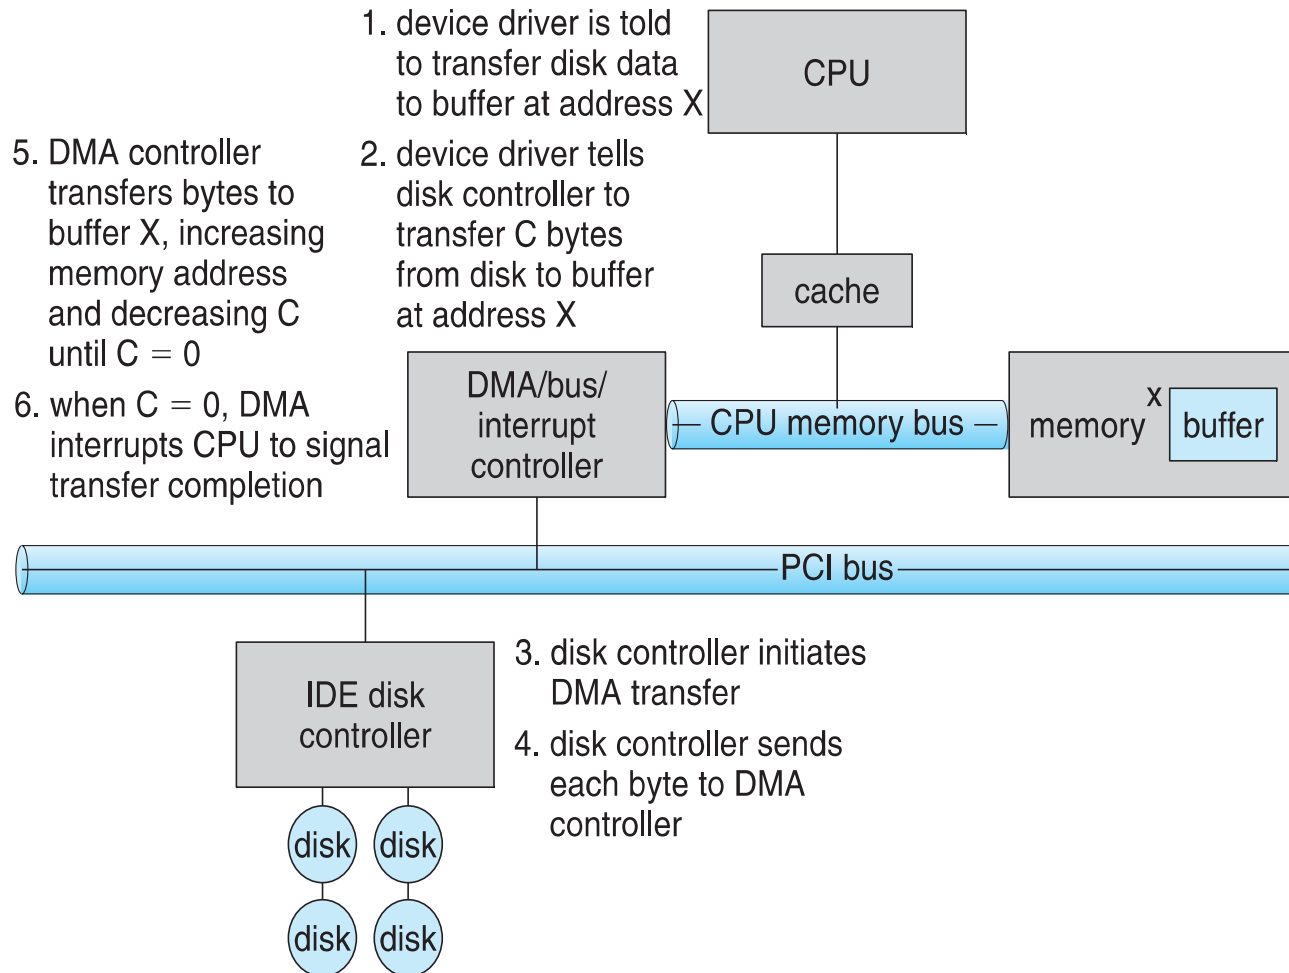 1. device driver is told
to transfer disk data
to buffer at address X
CPU
5. DMA controller
transfers bytes to
buffer X, increasing
memory address
and decreasing C
until C = 0
2. device driver tells
disk controller to
transfer C bytes
from disk to buffer
at address X
cache
6. when C = 0, DMA
interrupts CPU to signal
transfer completion
DMA/bus/
interrupt
controller
CPU memory bus
memory
x
buffer
PCI bus
IDE disk
controller
3. disk controller initiates
DMA transfer
4. disk controller sends
each byte to DMA
controller
disk
disk
disk
disk